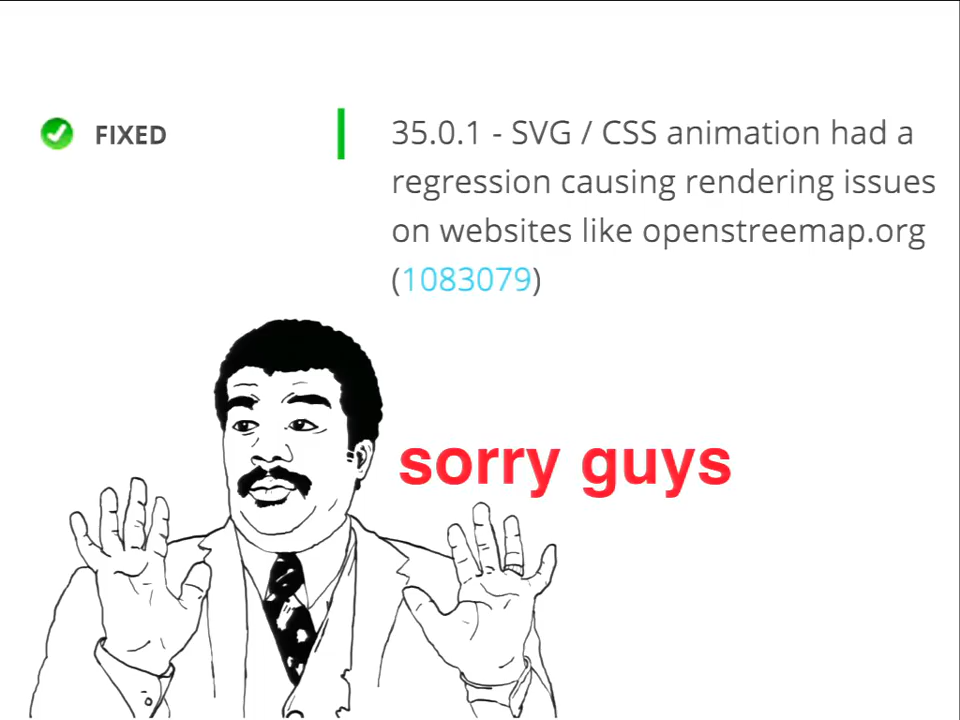 FIXED
35.0.1 - SVG / CSS animation had a
regression causing rendering issues
on websites like openstreemap.org
(1083079)
sorry guys